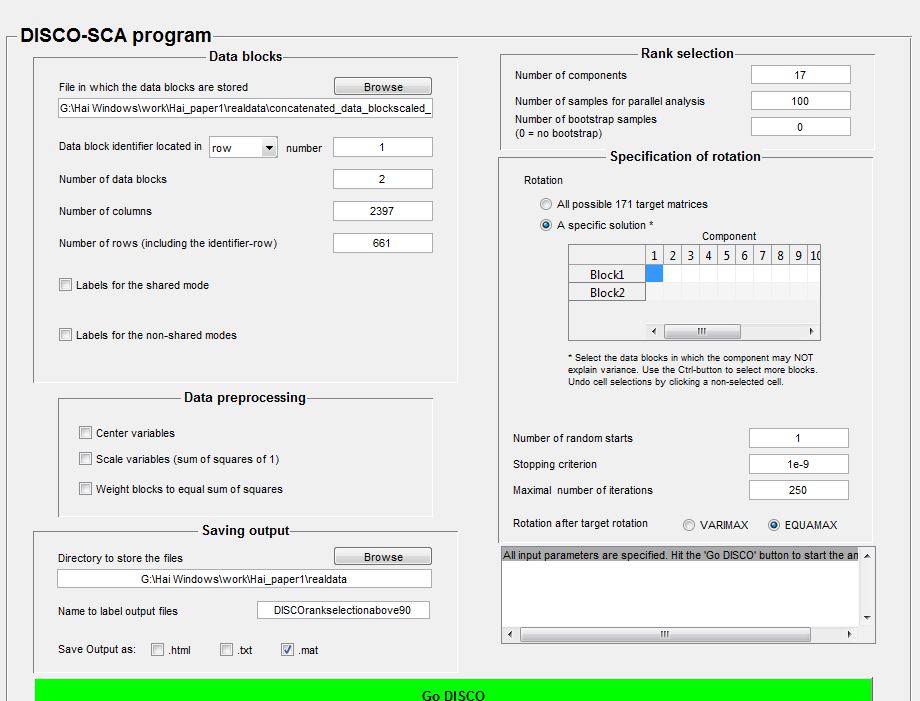 DISCO-SCA program
Data blocks
File in which the data blocks are stored
Browse
G:\Hai Windows\work\Hai_paper1\realdata\concatenated_data_blockscaled_
Data block identifier located in row number 1
Number of data blocks 2
Number of columns 2397
Number of rows (including the identifier-row) 661
Labels for the shared mode
Labels for the non-shared modes
Data preprocessing
Center variables
Scale variables (sum of squares of 1)
Weight blocks to equal sum of squares
Saving output
Directory to store the files
Browse
G:\Hai Windows\work\Hai_paper1\realdata
Name to label output files DISCOrankselectionabove90
Save Output as: .html .txt .mat
Rank selection
Number of components 17
Number of samples for parallel analysis 100
Number of bootstrap samples
(0 = no bootstrap)
0
Specification of rotation
Rotation
All possible 171 target matrices
A specific solution *
Component
1 2 3 4 5 6 7 8 9 10
Block1
Block2
* Select the data blocks in which the component may NOT
explain variance. Use the Ctrl-button to select more blocks.
Undo cell selections by clicking a non-selected cell.
Number of random starts 1
Stopping criterion 1e-9
Maximal number of iterations 250
Rotation after target rotation VARIMAX EQUAMAX
All input parameters are specified. Hit the 'Go DISCO' button to start the an
Go DISCO